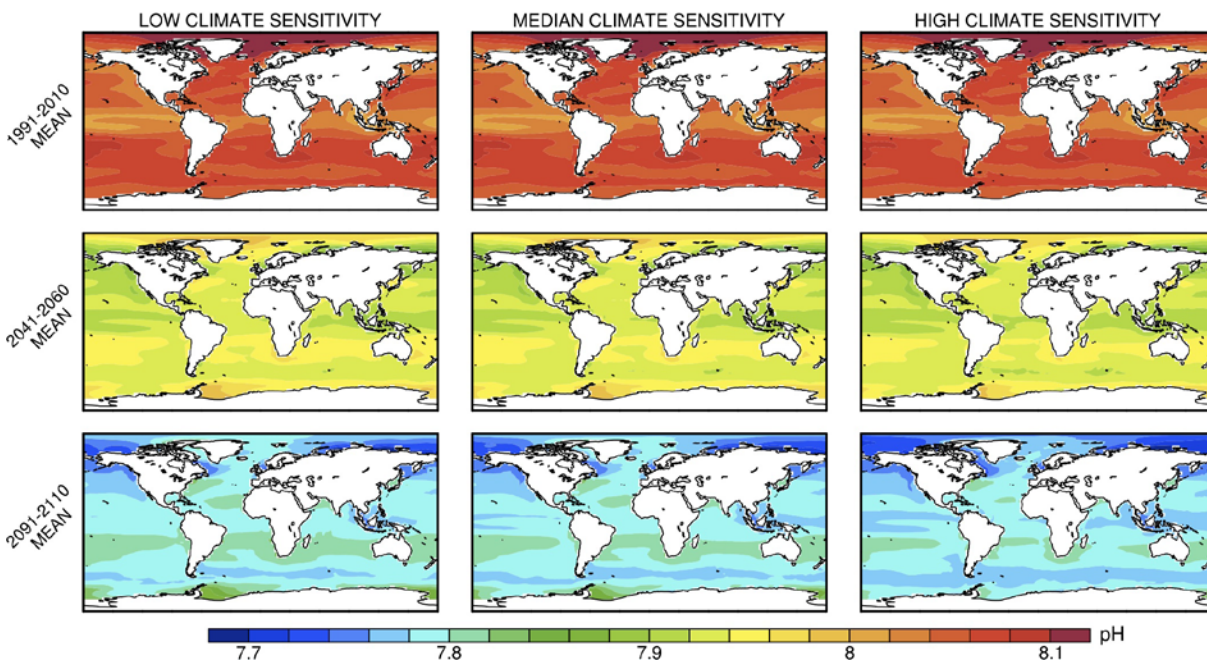 LOW CLIMATE SENSITIVITY
MEDIAN CLIMATE SENSITIVITY
HIGH CLIMATE SENSITIVITY
1991-2010
MEAN
2041-2060
MEAN
2091-2110
MEAN
pH
7.7
7.8
7.9
8
8.1